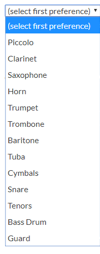 (select first preference)
(select first preference)
Piccolo
Clarinet
Saxophone
Horn
Trumpet
Trombone
Baritone
Tuba
Cymbals
Snare
Tenors
Bass Drum
Guard